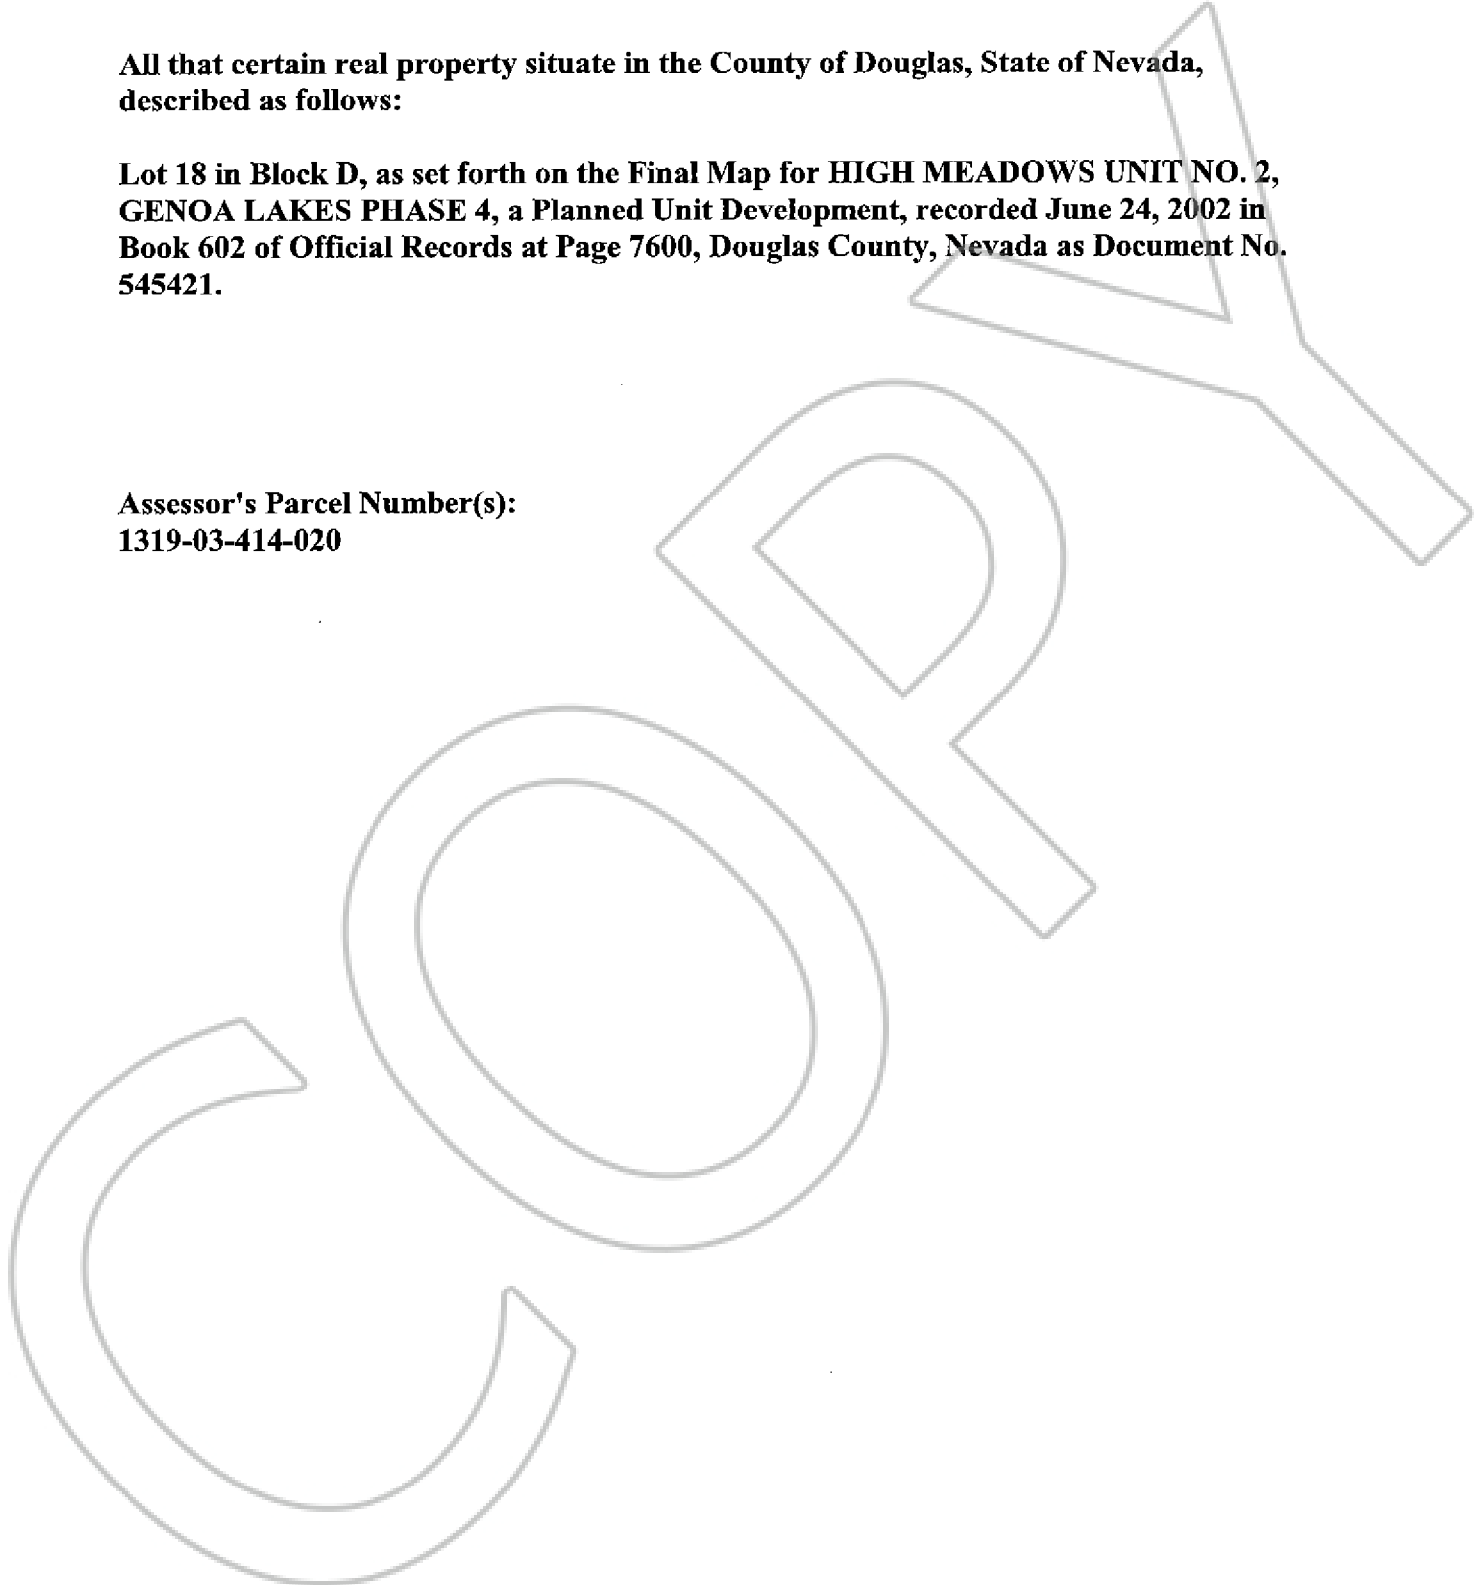 All that certain real property situate in the County of Douglas, State of Nevada,
described as follows:
Lot 18 in Block D, as set forth on the Final Map for HIGH MEADOWS UNIT NO. 2,
GENOA LAKES PHASE 4, a Planned Unit Development, recorded June 24, 2002 in
Book 602 of Official Records at Page 7600, Douglas County, Nevada as Document No.
545421.
Assessor's Parcel Number(s):
1319-03-414-020
COPY